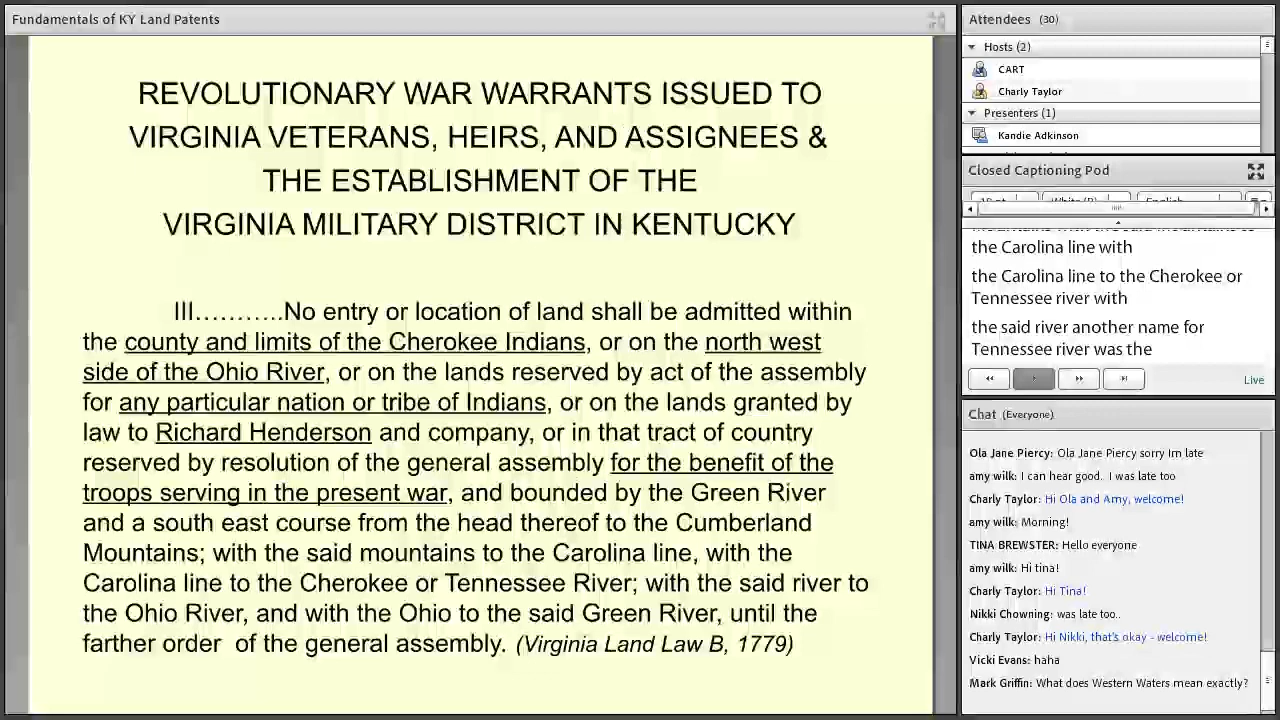 Fundamentals of KY Land Patents
REVOLUTIONARY WAR WARRANTS ISSUED TO
VIRGINIA VETERANS, HEIRS, AND ASSIGNEES &
THE ESTABLISHMENT OF THE
VIRGINIA MILITARY DISTRICT IN KENTUCKY
III………..No entry or location of land shall be admitted within
the county and limits of the Cherokee Indians, or on the north west
side of the Ohio River, or on the lands reserved by act of the assembly
for any particular nation or tribe of Indians, or on the lands granted by
law to Richard Henderson and company, or in that tract of country
reserved by resolution of the general assembly for the benefit of the
troops serving in the present war, and bounded by the Green River
and a south east course from the head thereof to the Cumberland
Mountains; with the said mountains to the Carolina line, with the
Carolina line to the Cherokee or Tennessee River; with the said river to
the Ohio River, and with the Ohio to the said Green River, until the
farther order of the general assembly. (Virginia Land Law B, 1779)
Attendees (30)
Hosts (2)
CART
Charly Taylor
Presenters (1)
Kandie Adkinson
Closed Captioning Pod
the Carolina line with
the Carolina line to the Cherokee or
Tennessee river with
the said river another name for
Tennessee river was the
Live
Chat (Everyone)
Ola Jane Piercy: Ola Jane Piercy sorry Im late
amy wilk: I can hear good. I was late too
Charly Taylor: Hi Ola and Amy, welcome!
amy wilk: Morning!
TINA BREWSTER: Hello everyone
amy wilk: Hi tina!
Charly Taylor: Hi Tina!
Nikki Chowning: was late too..
Charly Taylor: Hi Nikki, that's okay - welcome!
Vicki Evans: haha
Mark Griffin: What does Western Waters mean exactly?